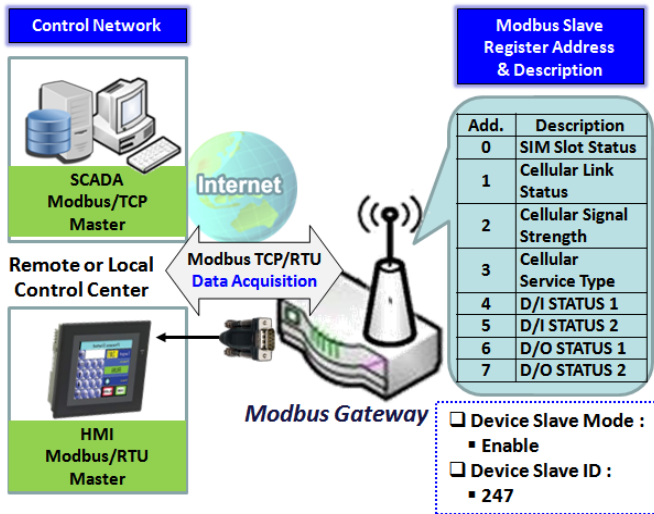 Control Network
SCADA
Modbus/TCP
Master
Internet
Modbus TCP/RTU
Data Acquisition
Remote or Local
Control Center
HMI
Modbus/RTU
Master
Modbus Gateway
Modbus Slave
Register Address
& Description
Add. Description
0 SIM Slot Status
1 Cellular Link
Status
2 Cellular Signal
Strength
3 Cellular
Service Type
4 D/I STATUS 1
5 D/I STATUS 2
6 D/O STATUS 1
7 D/O STATUS 2
❑ Device Slave Mode :
▪ Enable
❑ Device Slave ID :
▪ 247